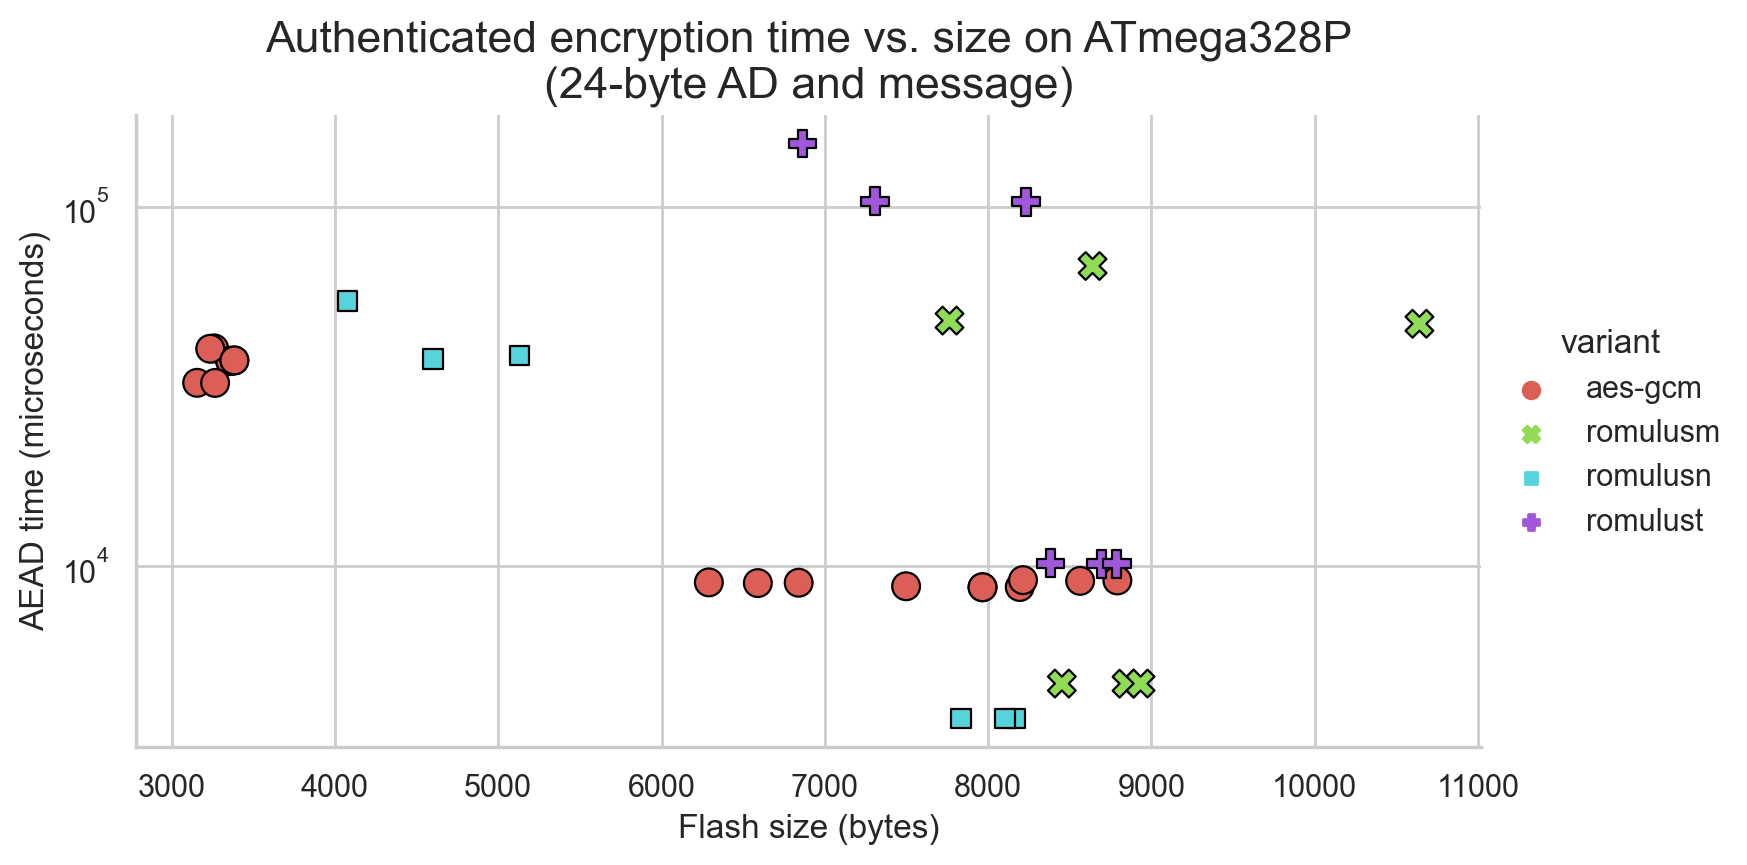 Authenticated encryption time vs. size on ATmega328P
(24-byte AD and message)
AEAD time (microseconds)
10^5
10^4
3000 4000 5000 6000 7000 8000 9000 10000 11000
Flash size (bytes)
variant
aes-gcm
romulusm
romulusn
romulust